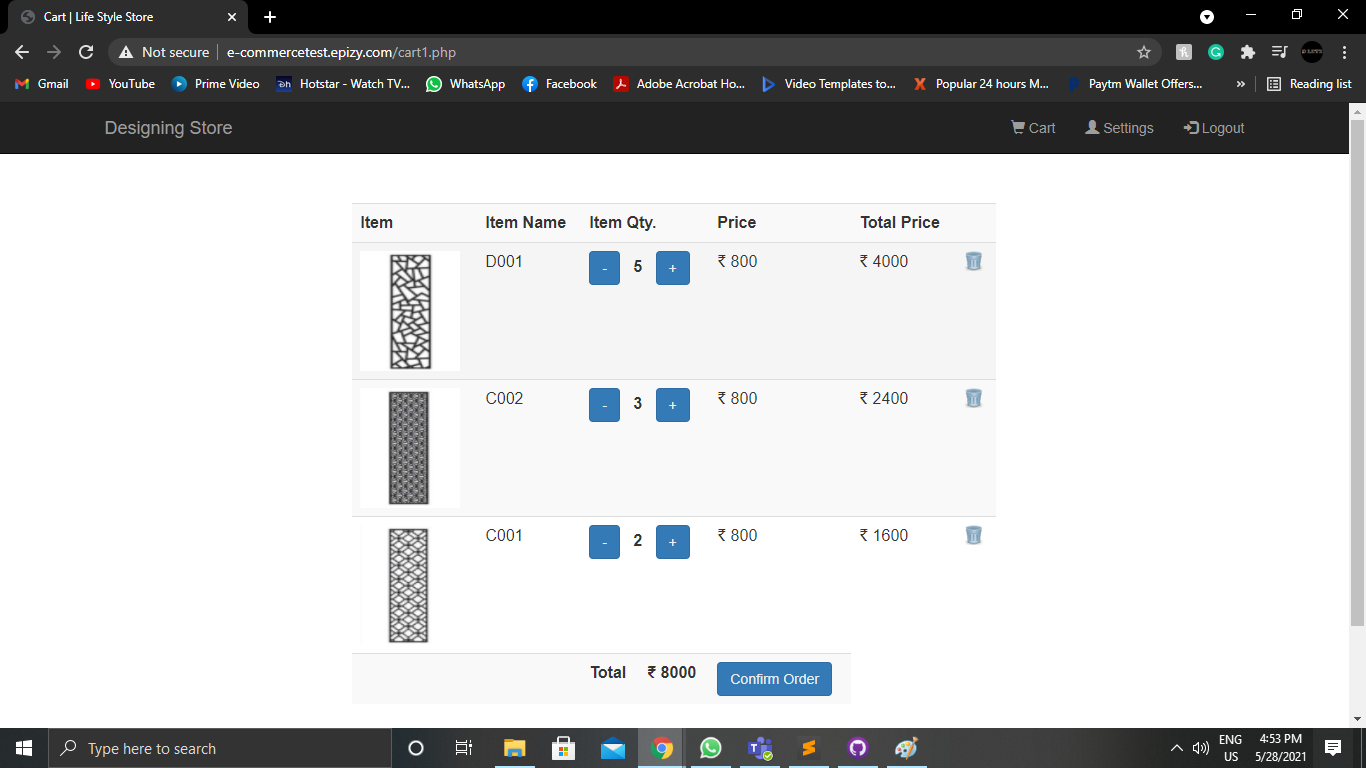 Cart | Life Style Store
Not secure
e-commercetest.epizy.com/cart1.php
Gmail
YouTube
Prime Video
Hotstar - Watch TV...
WhatsApp
Facebook
Adobe Acrobat Ho...
Video Templates to...
Popular 24 hours M...
Paytm Wallet Offers...
»
Reading list
Designing Store
Cart
Settings
Logout
Item Item Name Item Qty. Price Total Price
D001 - 5 + ₹ 800 ₹ 4000
C002 - 3 + ₹ 800 ₹ 2400
C001 - 2 + ₹ 800 ₹ 1600
Total ₹ 8000 Confirm Order
Type here to search
ENG
US
4:53 PM
5/28/2021